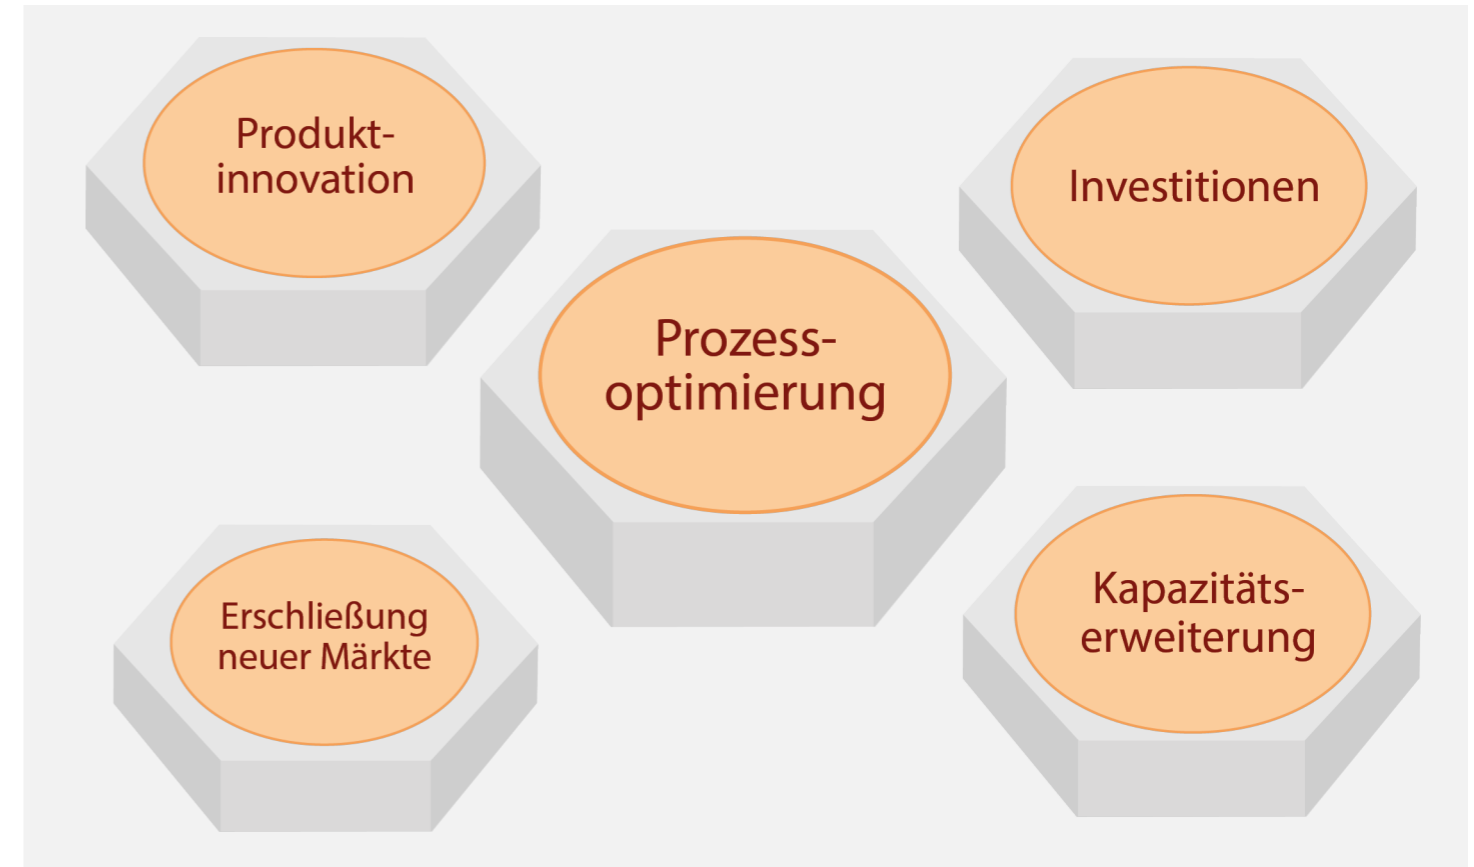 Produkt-
innovation
Investitionen
Prozess-
optimierung
Erschließung
neuer Märkte
Kapazitäts-
erweiterung